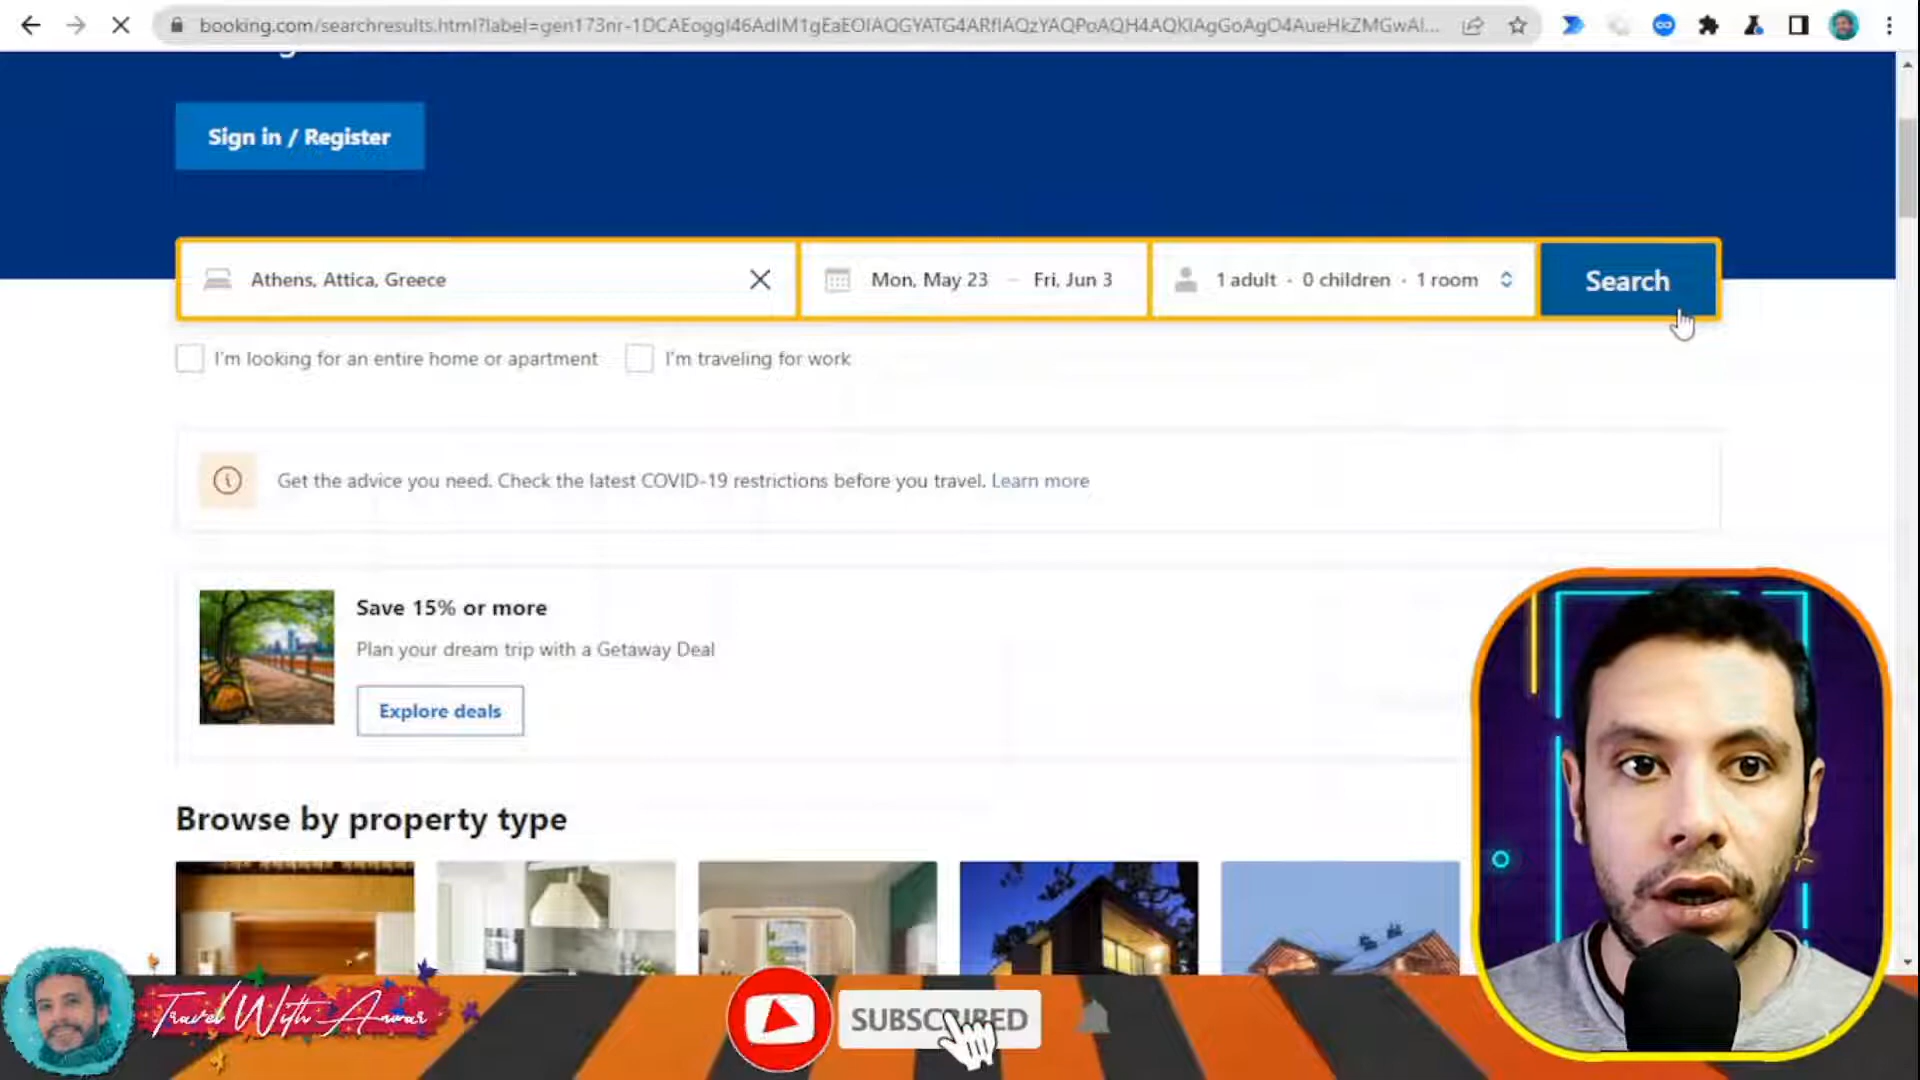 booking.com/searchresults.html?label=gen173nr-1DCAEoggI46AdIM1gEaEOIAQGYATG4ARfIAQzYAQPoAQH4AQKIAgGoAgO4AueHkZMGwAI...
Sign in / Register
Athens, Attica, Greece
Mon, May 23 – Fri, Jun 3
1 adult · 0 children · 1 room
Search
I'm looking for an entire home or apartment
I'm traveling for work
Get the advice you need. Check the latest COVID-19 restrictions before you travel. Learn more
Save 15% or more
Plan your dream trip with a Getaway Deal
Explore deals
Browse by property type
Travel With Anwar
SUBSCRIBED